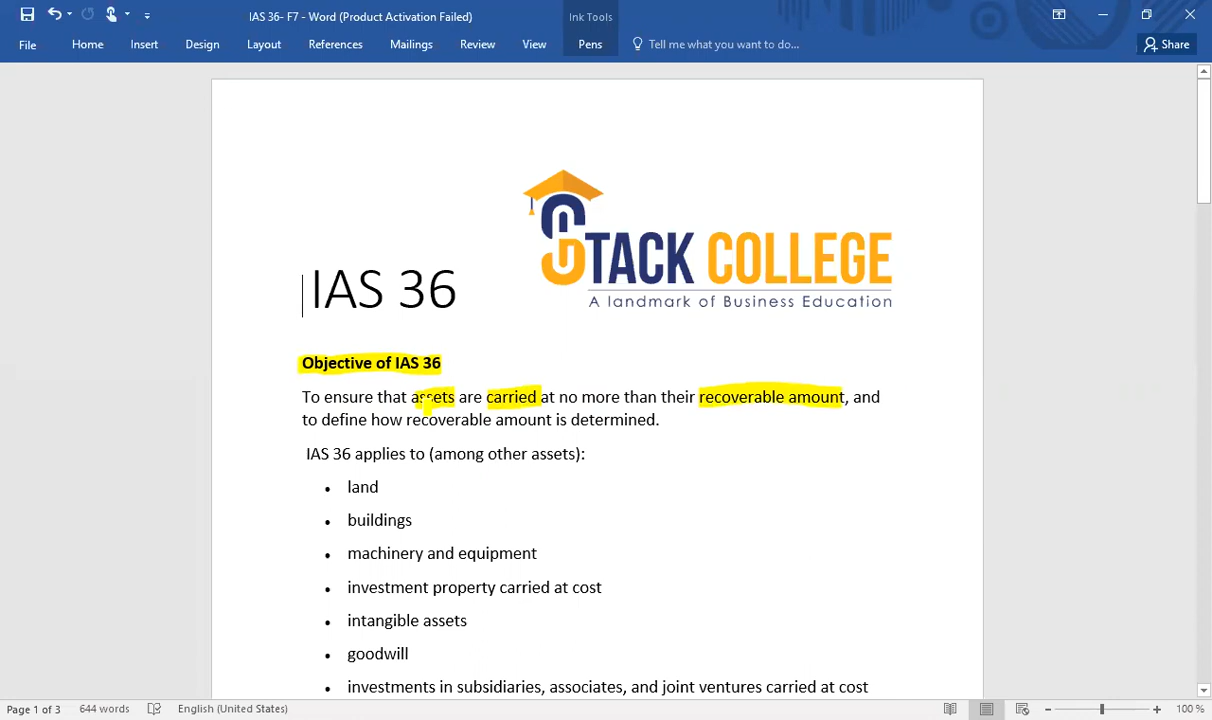 IAS 36- F7 - Word (Product Activation Failed)
Ink Tools
File
Home
Insert
Design
Layout
References
Mailings
Review
View
Pens
Tell me what you want to do...
Share
STACK COLLEGE
A landmark of Business Education
IAS 36
Objective of IAS 36
To ensure that assets are carried at no more than their recoverable amount, and
to define how recoverable amount is determined.
IAS 36 applies to (among other assets):
• land
• buildings
• machinery and equipment
• investment property carried at cost
• intangible assets
• goodwill
• investments in subsidiaries, associates, and joint ventures carried at cost
Page 1 of 3
644 words
English (United States)
100 %